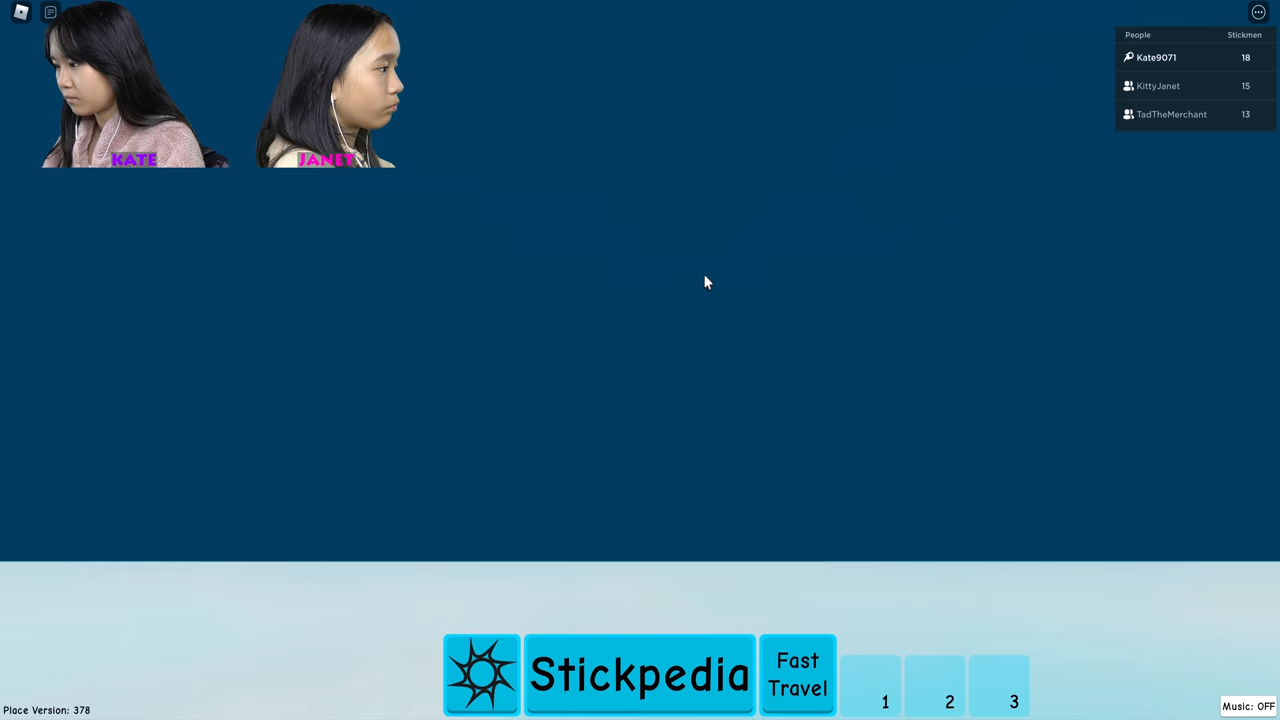 People Stickmen
Kate9071 18
KittyJanet 15
TadTheMerchant 13
KATE
JANET
Stickpedia
Fast
Travel
1
2
3
Place Version: 378
Music: OFF